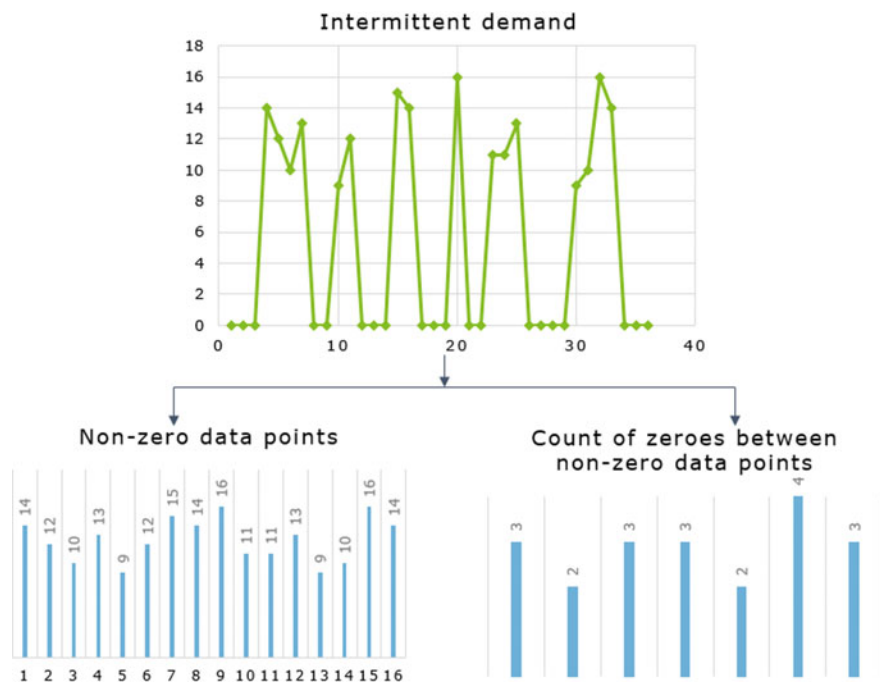 Intermittent demand
18
16
14
12
10
8
6
4
2
0
0 10 20 30 40
Non-zero data points
Count of zeroes between
non-zero data points
14 12 10 13 9 12 15 14 16 11 11 13 9 10 16 14
1 2 3 4 5 6 7 8 9 10 11 12 13 14 15 16
3 2 3 3 2 4 3